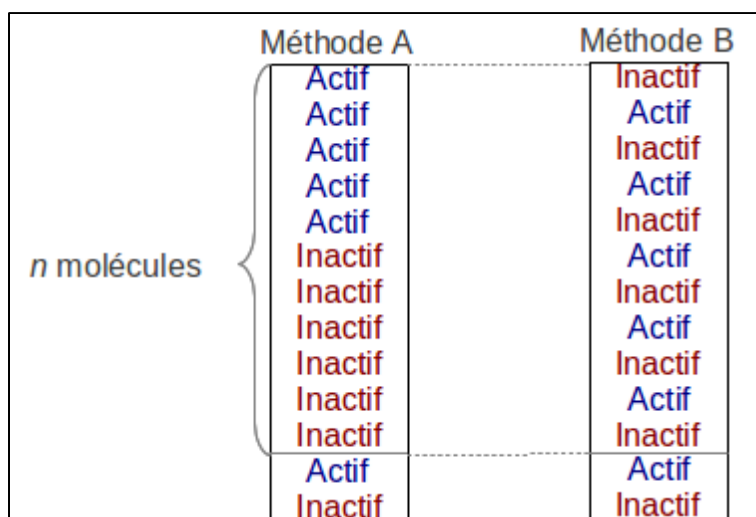 Méthode A Méthode B
Actif Inactif
Actif Actif
Actif Inactif
Actif Actif
Actif Inactif
Inactif Actif
n molécules Inactif Inactif
Inactif Actif
Inactif Inactif
Inactif Actif
Inactif Inactif
Actif Actif
Inactif Inactif